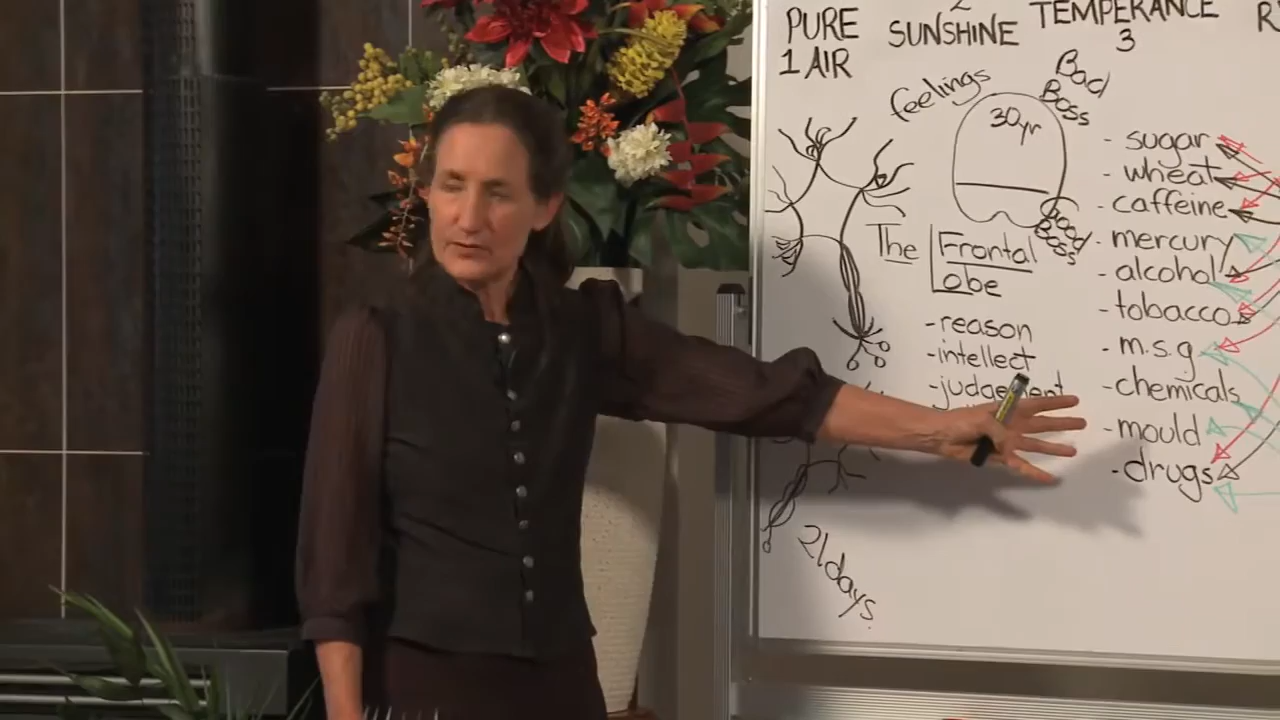 PURE
1 AIR
2
SUNSHINE
TEMPERANCE
3
feelings
Bad
Boss
30yr
Good
Boss
The
Frontal
Lobe
-reason
-intellect
- sugar
- wheat
- caffeine
- mercury
- alcohol
- tobacco
- m.s.g
-chemicals
-mould
-drugs
21days